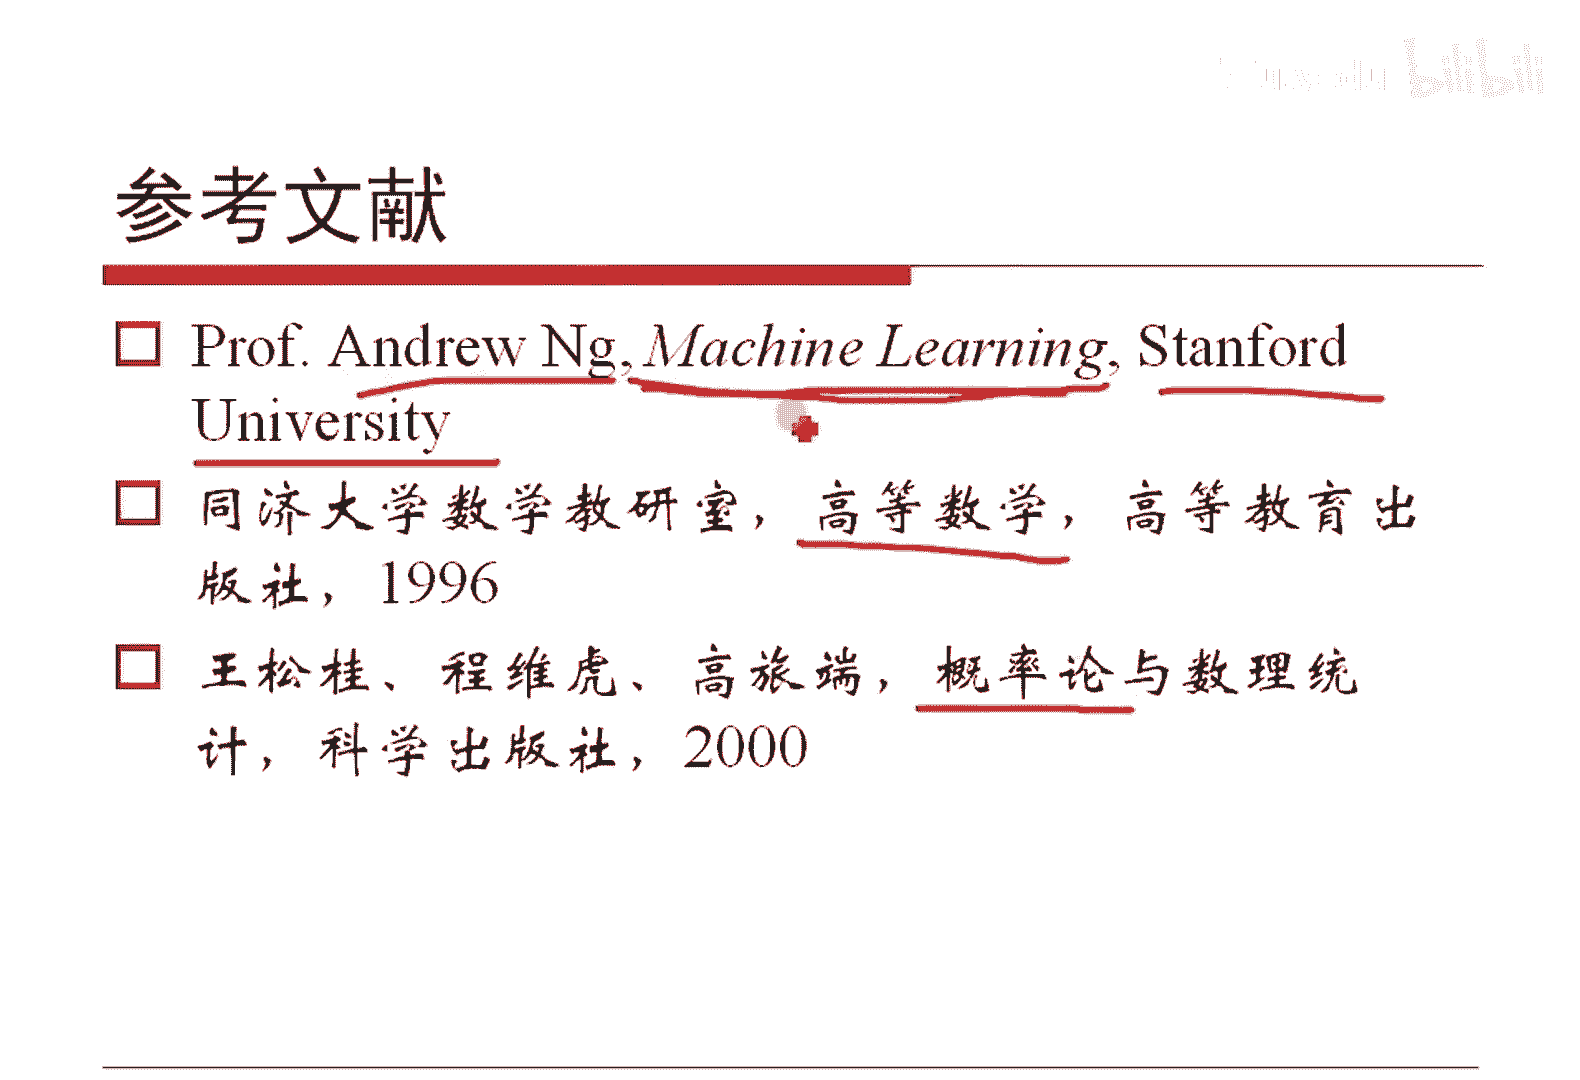 bilibili
参考文献
Prof. Andrew Ng, Machine Learning, Stanford
University
同济大学数学教研室，高等数学，高等教育出
版社，1996
王松桂、程维虎、高旅端，概率论与数理统
计，科学出版社，2000